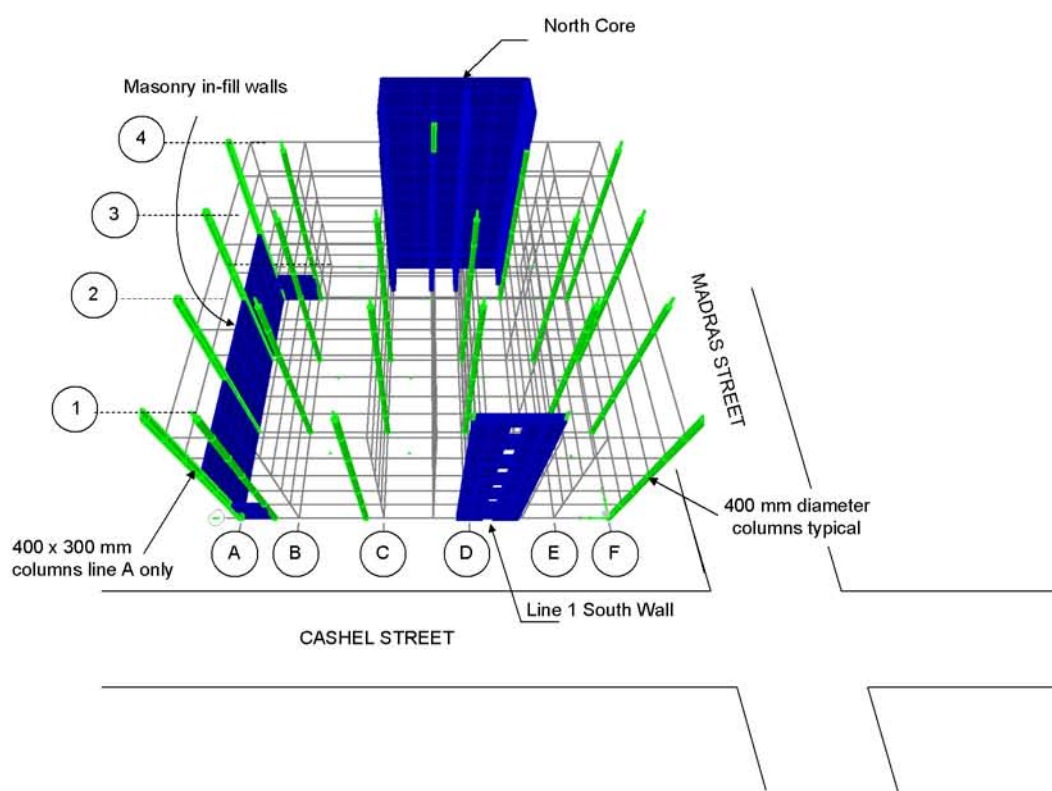 North Core
Masonry in-fill walls
4
3
2
1
MADRAS STREET
400 mm diameter
columns typical
400 x 300 mm
columns line A only
A
B
C
D
E
F
Line 1 South Wall
CASHEL STREET